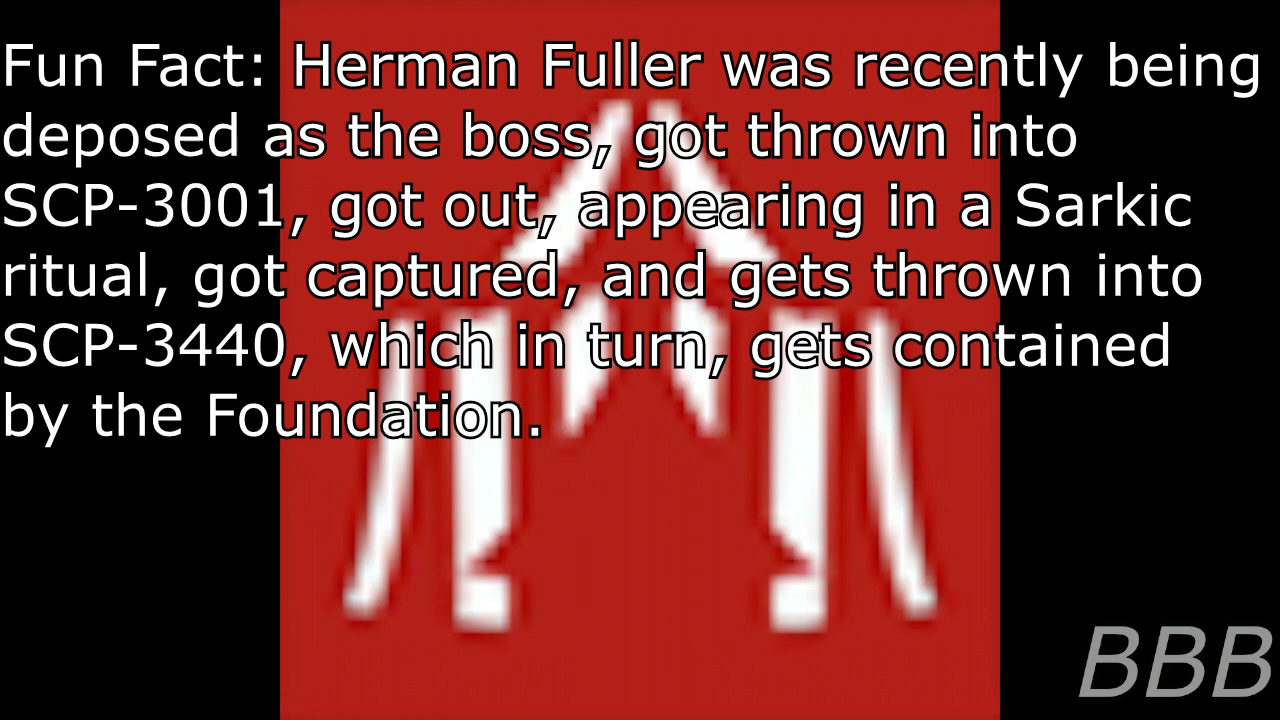 Fun Fact: Herman Fuller was recently being
deposed as the boss, got thrown into
SCP-3001, got out, appearing in a Sarkic
ritual, got captured, and gets thrown into
SCP-3440, which in turn, gets contained
by the Foundation.
BBB